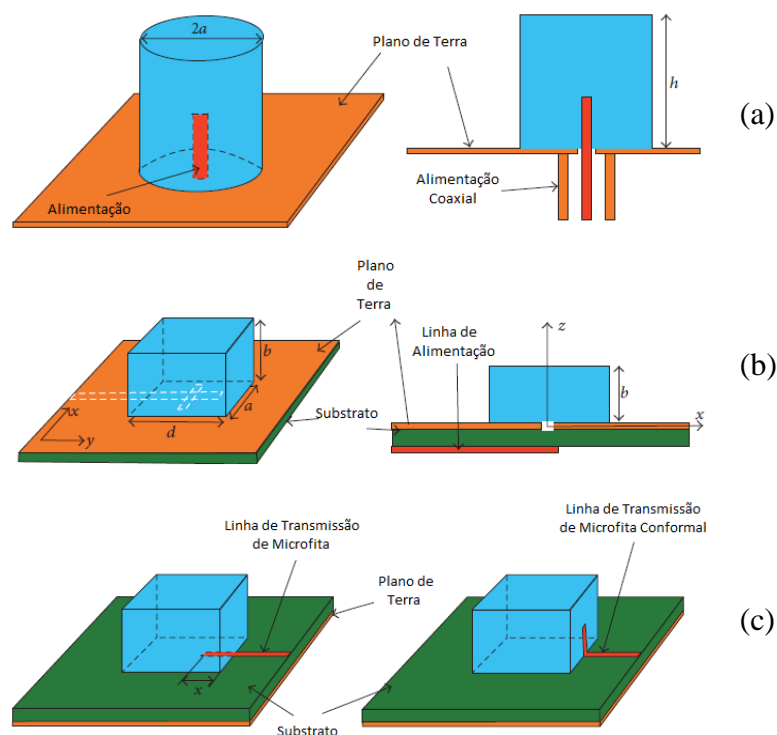 2a
Plano de Terra
h
(a)
Alimentação
Coaxial
Alimentação
Plano
de
Terra
Linha de
Alimentação
z
(b)
b
b
a
x
Substrato
x
y
d
Linha de Transmissão
de Microfita
Linha de Transmissão
de Microfita Conformal
Plano de
Terra
(c)
x
Substrato